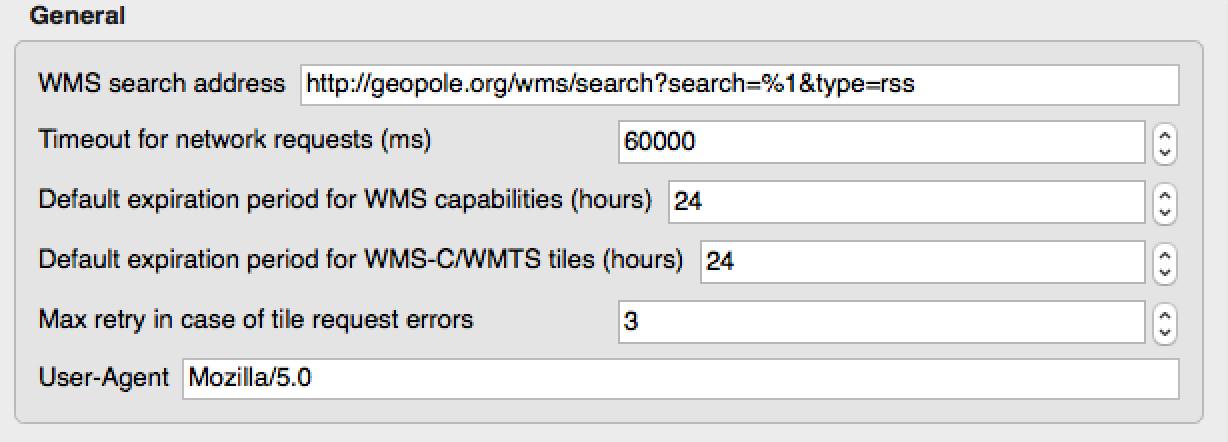 General
WMS search address http://geopole.org/wms/search?search=%1&type=rss
Timeout for network requests (ms) 60000
Default expiration period for WMS capabilities (hours) 24
Default expiration period for WMS-C/WMTS tiles (hours) 24
Max retry in case of tile request errors 3
User-Agent Mozilla/5.0